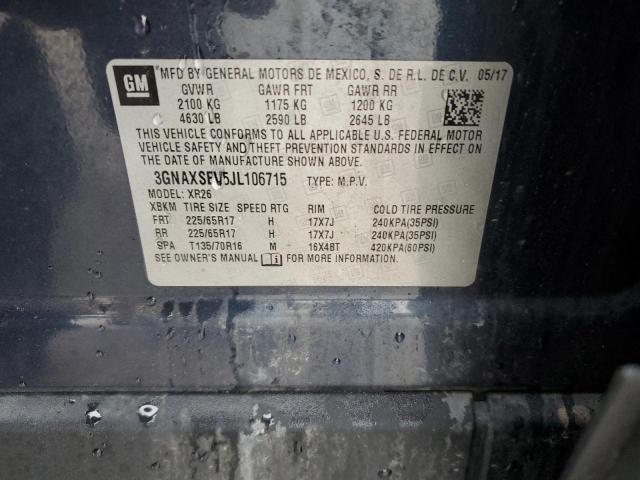 GM
MFD BY GENERAL MOTORS DE MEXICO, S. DE R.L. DE C.V. 05/17
GVWR GAWR FRT GAWR RR
2100 KG 1175 KG 1200 KG
4630 LB 2590 LB 2645 LB
THIS VEHICLE CONFORMS TO ALL APPLICABLE U.S. FEDERAL MOTOR
VEHICLE SAFETY AND THEFT PREVENTION STANDARDS IN EFFECT ON
THE DATE OF MANUFACTURE SHOWN ABOVE.
3GNAXSEV5JL106715 TYPE: M.P.V.
MODEL: XR26
XBKM TIRE SIZE SPEED RTG RIM COLD TIRE PRESSURE
FRT 225/65R17 H 17X7J 240KPA(35PSI)
RR 225/65R17 H 17X7J 240KPA(35PSI)
SPA T135/70R16 M 16X4BT 420KPA(60PSI)
SEE OWNER'S MANUAL FOR MORE INFORMATION.